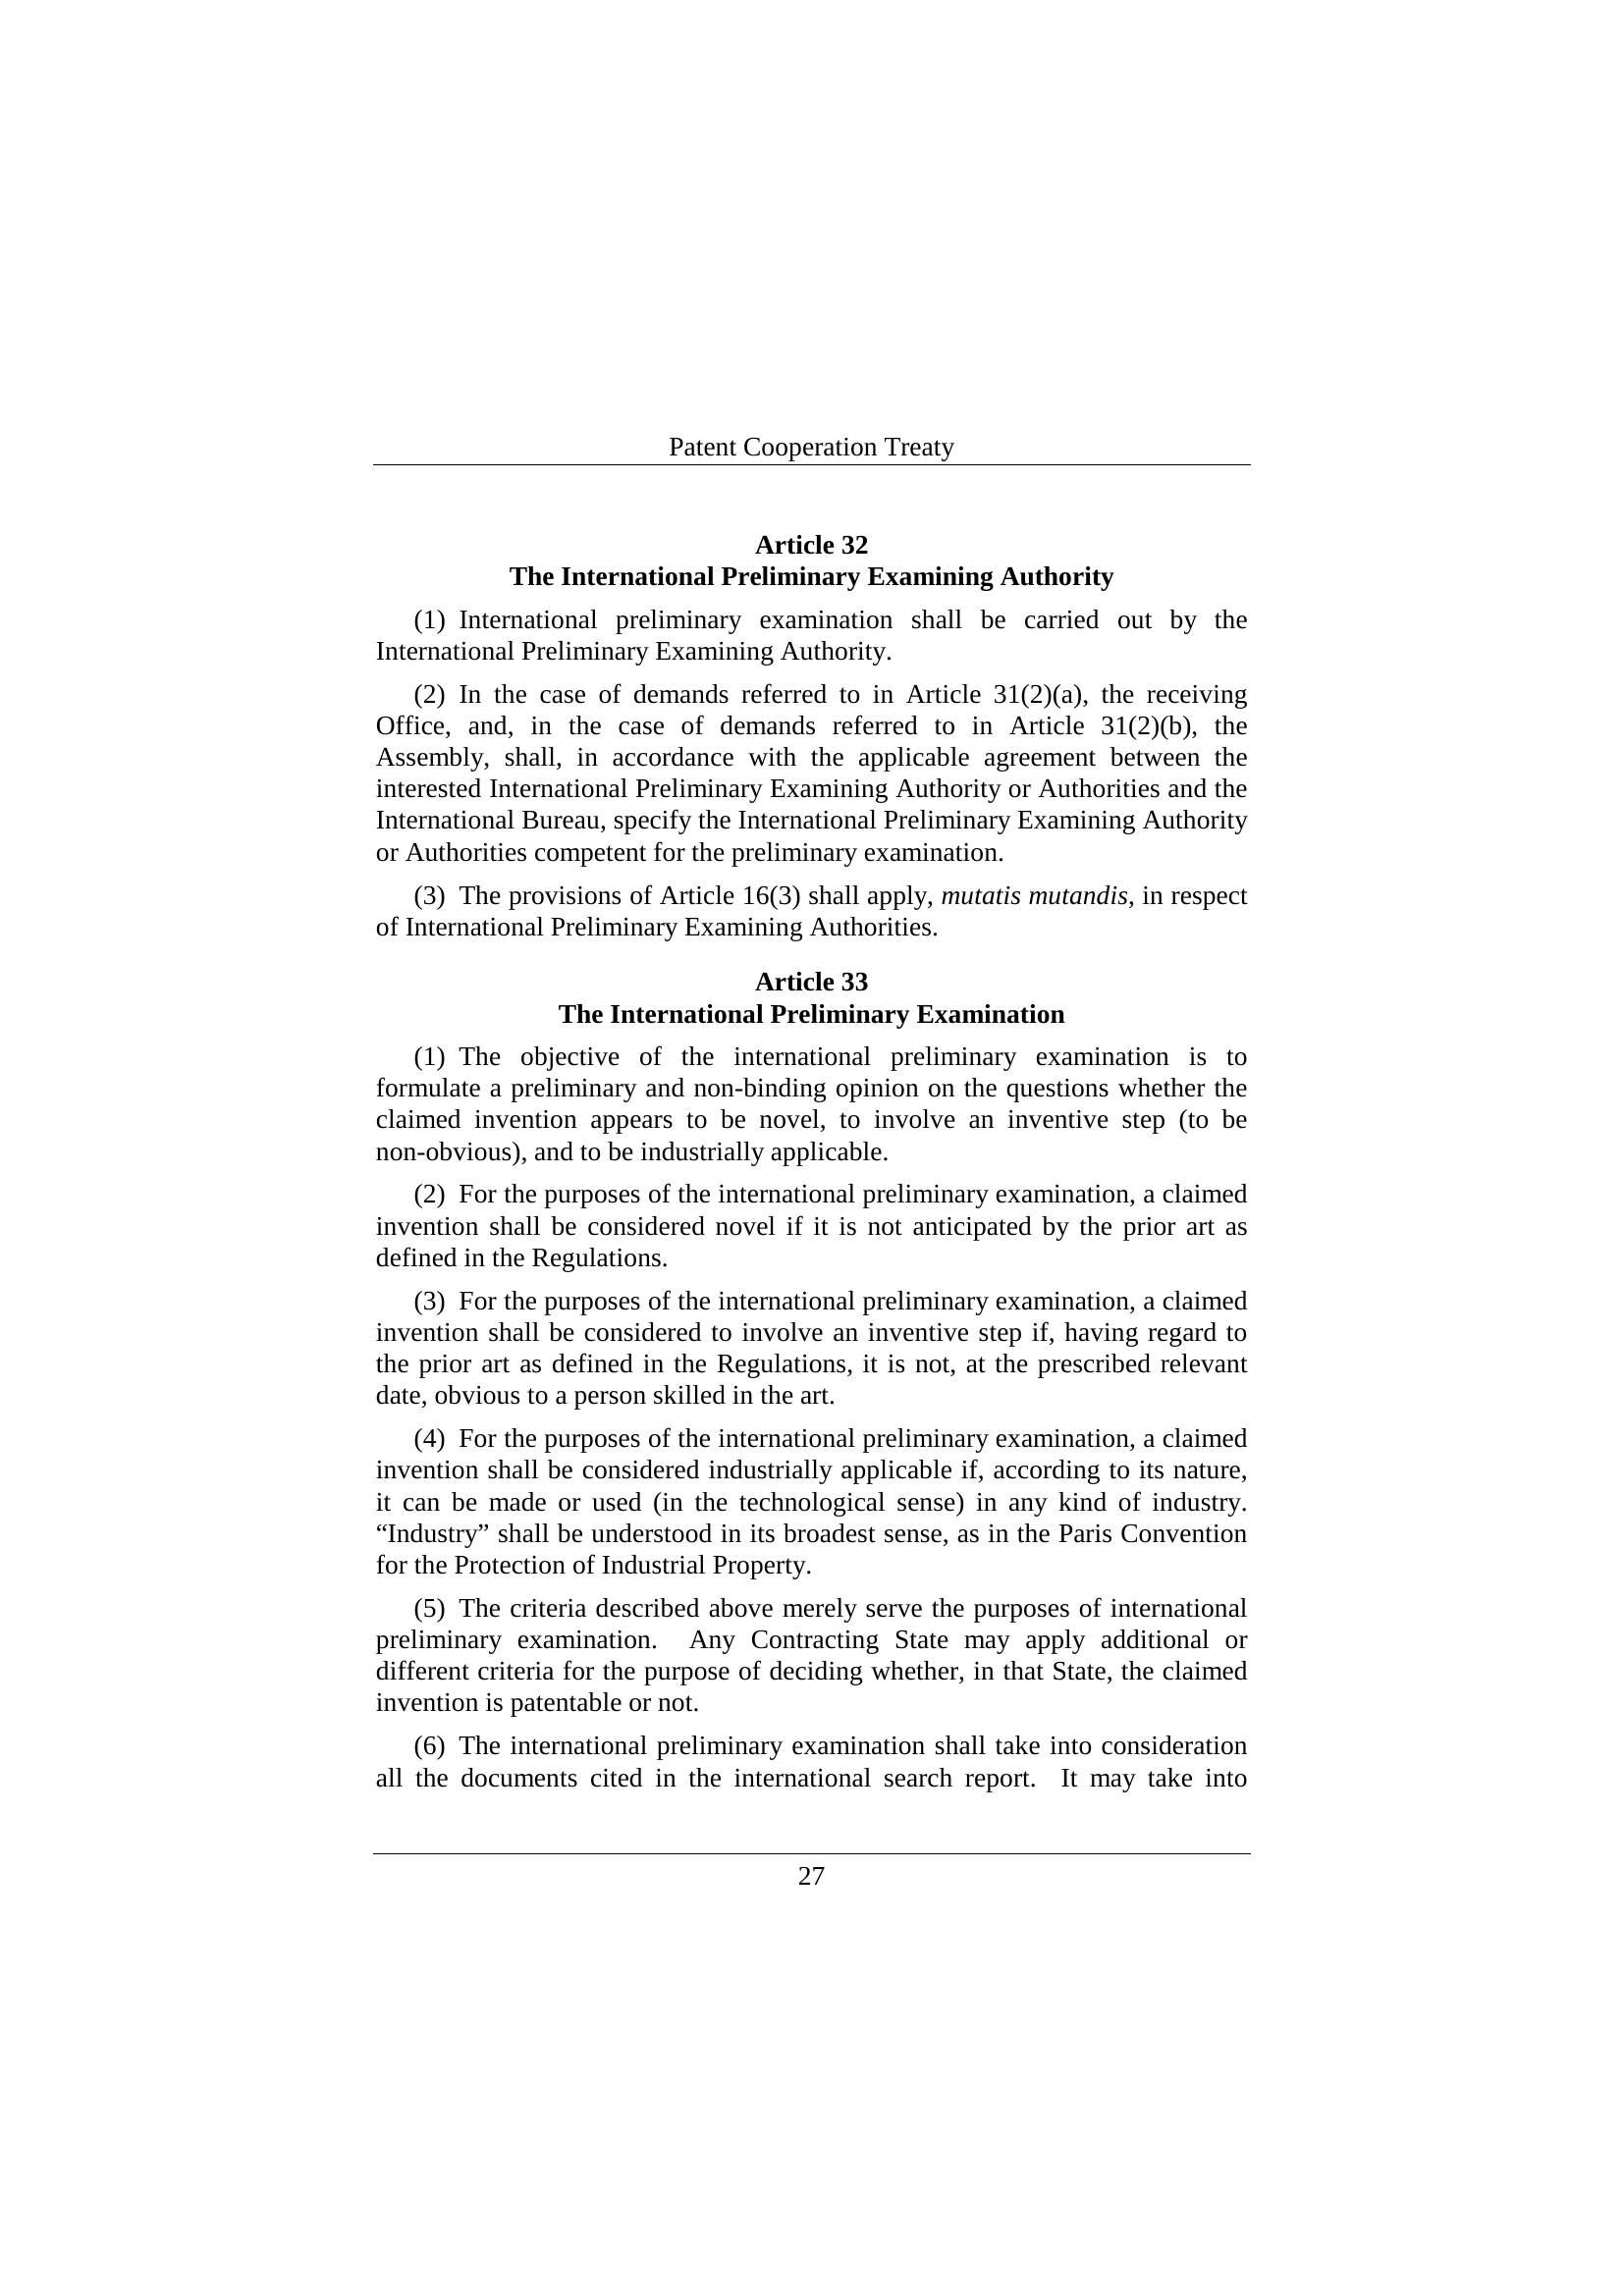 Patent Cooperation Treaty
Article 32
The International Preliminary Examining Authority
(1) International preliminary examination shall be carried out by the
International Preliminary Examining Authority.
(2) In the case of demands referred to in Article 31(2)(a), the receiving
Office, and, in the case of demands referred to in Article 31(2)(b), the
Assembly, shall, in accordance with the applicable agreement between the
interested International Preliminary Examining Authority or Authorities and the
International Bureau, specify the International Preliminary Examining Authority
or Authorities competent for the preliminary examination.
(3) The provisions of Article 16(3) shall apply, mutatis mutandis, in respect
of International Preliminary Examining Authorities.
Article 33
The International Preliminary Examination
(1) The objective of the international preliminary examination is to
formulate a preliminary and non-binding opinion on the questions whether the
claimed invention appears to be novel, to involve an inventive step (to be
non-obvious), and to be industrially applicable.
(2) For the purposes of the international preliminary examination, a claimed
invention shall be considered novel if it is not anticipated by the prior art as
defined in the Regulations.
(3) For the purposes of the international preliminary examination, a claimed
invention shall be considered to involve an inventive step if, having regard to
the prior art as defined in the Regulations, it is not, at the prescribed relevant
date, obvious to a person skilled in the art.
(4) For the purposes of the international preliminary examination, a claimed
invention shall be considered industrially applicable if, according to its nature,
it can be made or used (in the technological sense) in any kind of industry.
“Industry” shall be understood in its broadest sense, as in the Paris Convention
for the Protection of Industrial Property.
(5) The criteria described above merely serve the purposes of international
preliminary examination. Any Contracting State may apply additional or
different criteria for the purpose of deciding whether, in that State, the claimed
invention is patentable or not.
(6) The international preliminary examination shall take into consideration
all the documents cited in the international search report. It may take into
27